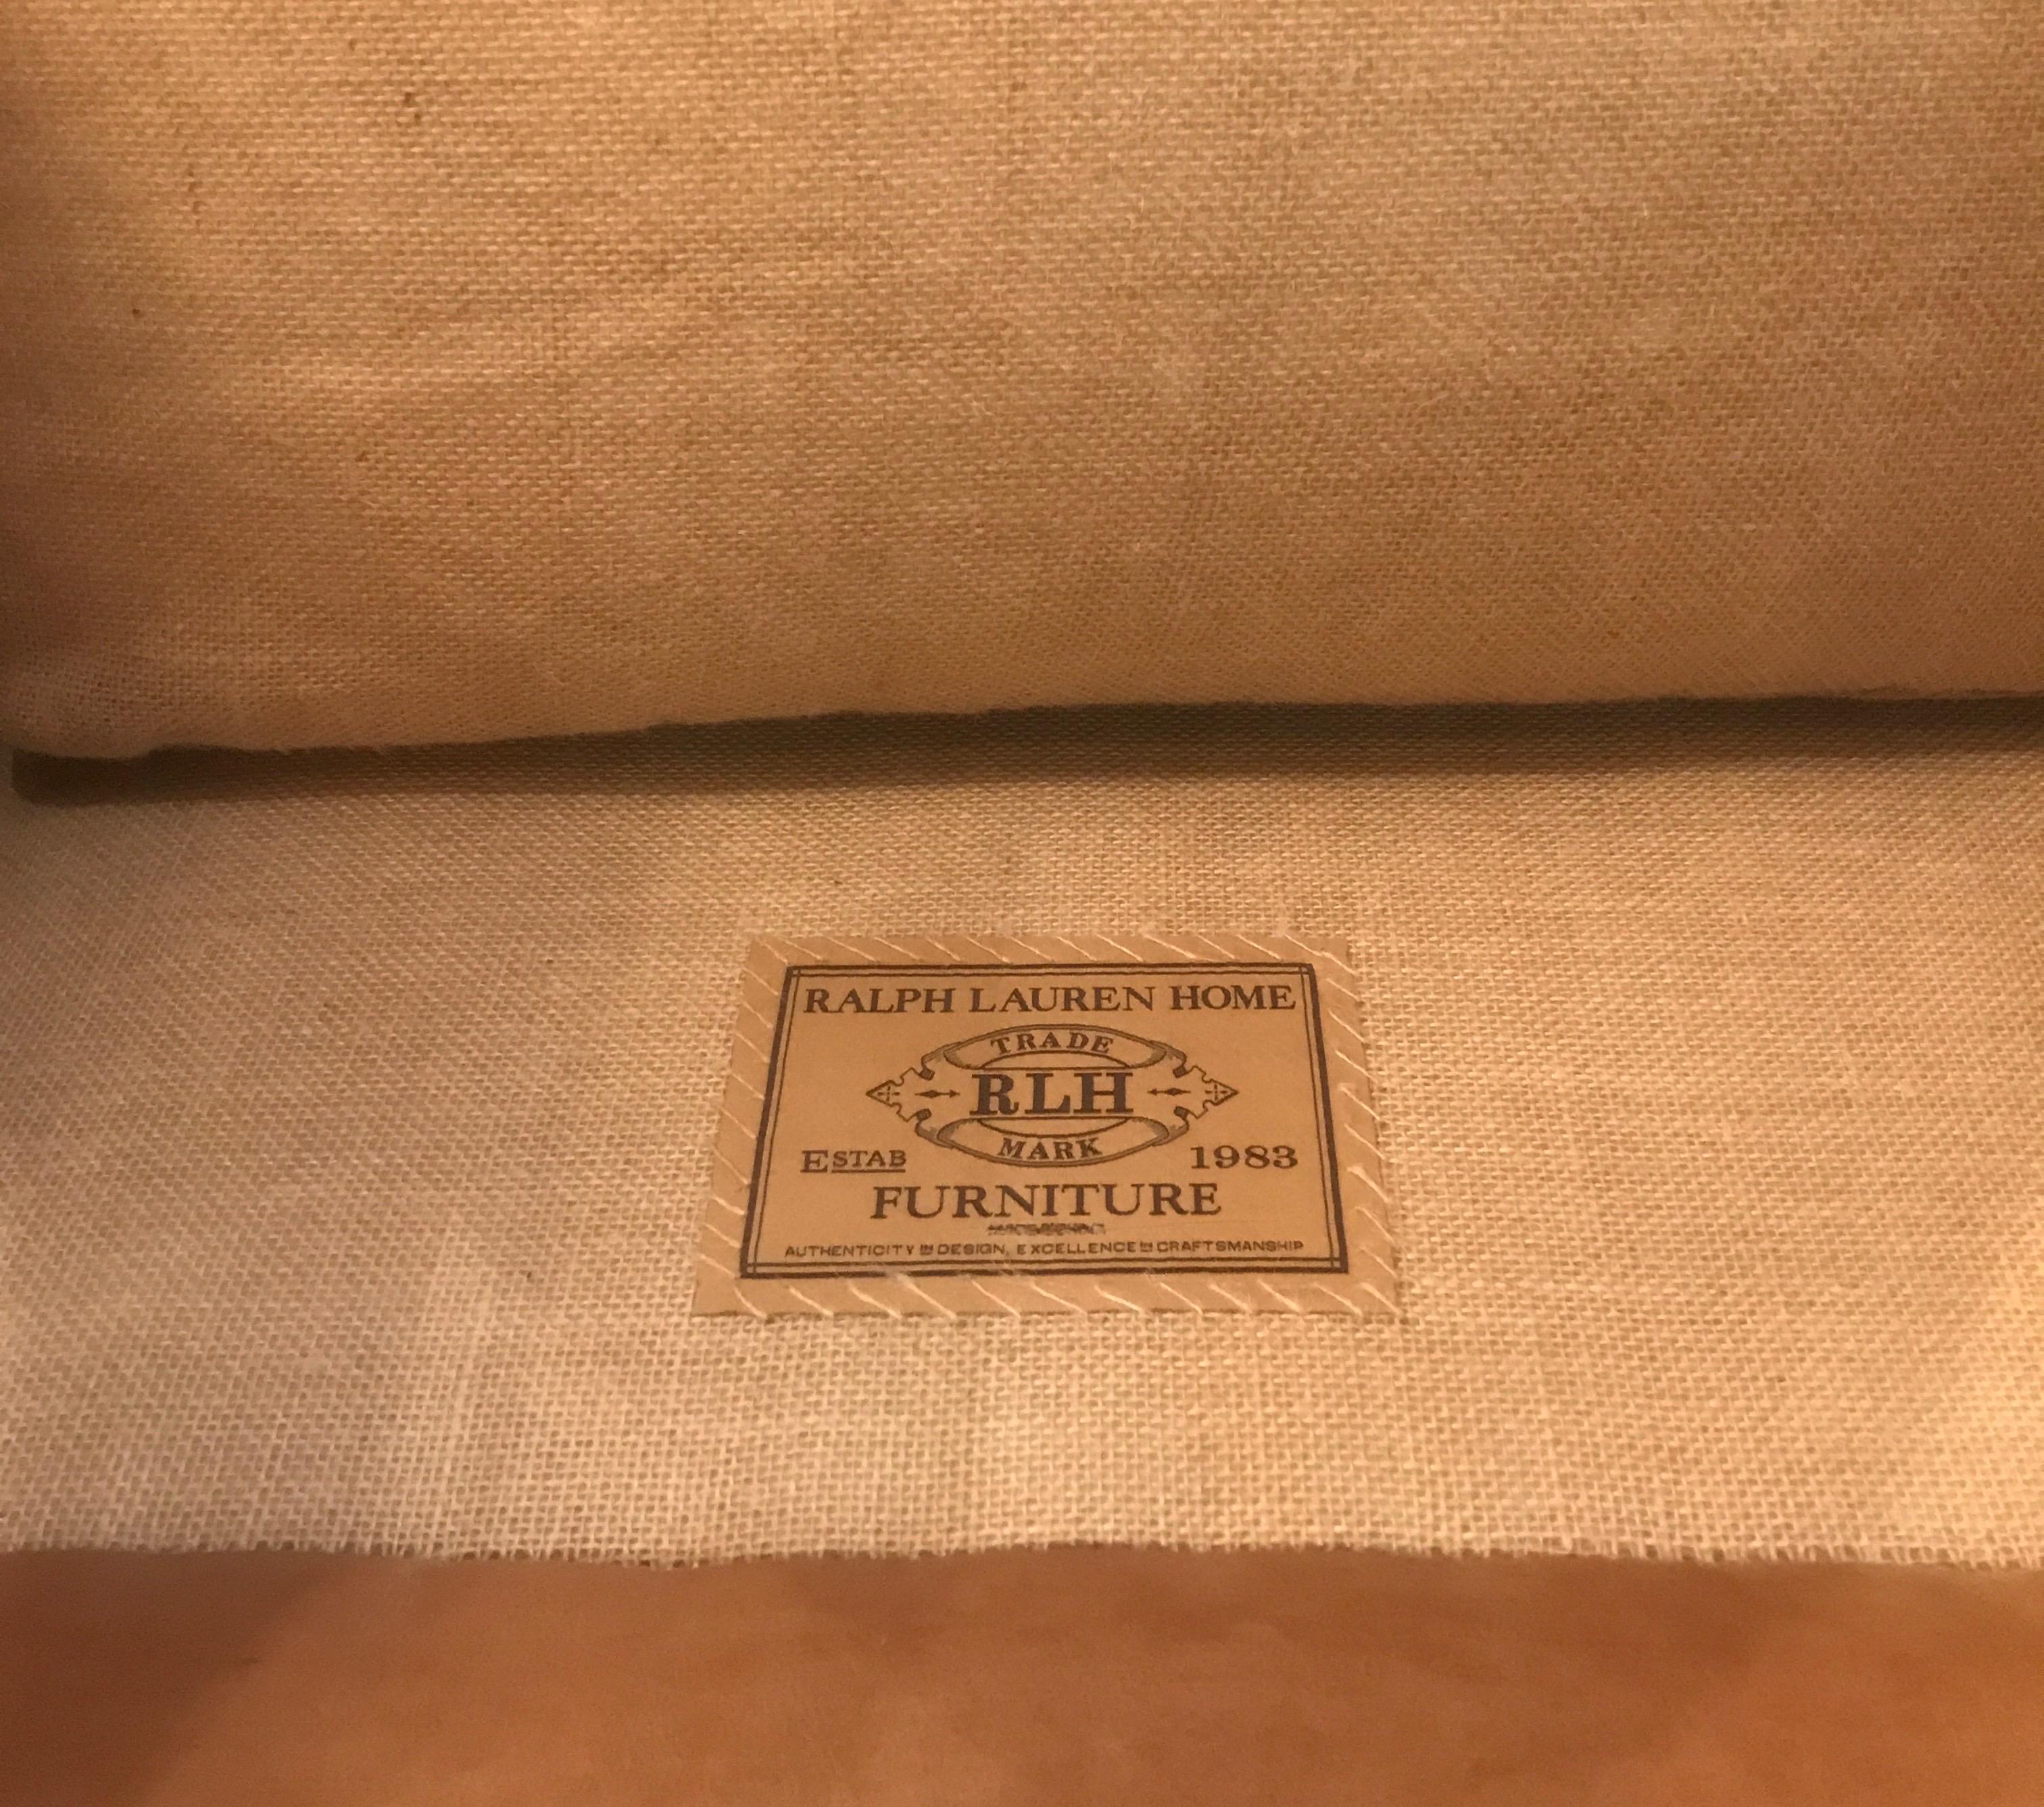 RALPH LAUREN HOME
TRADE
RLH
MARK
ESTAB 1983
FURNITURE
AUTHENTICITY IN DESIGN, EXCELLENCE IN CRAFTSMANSHIP